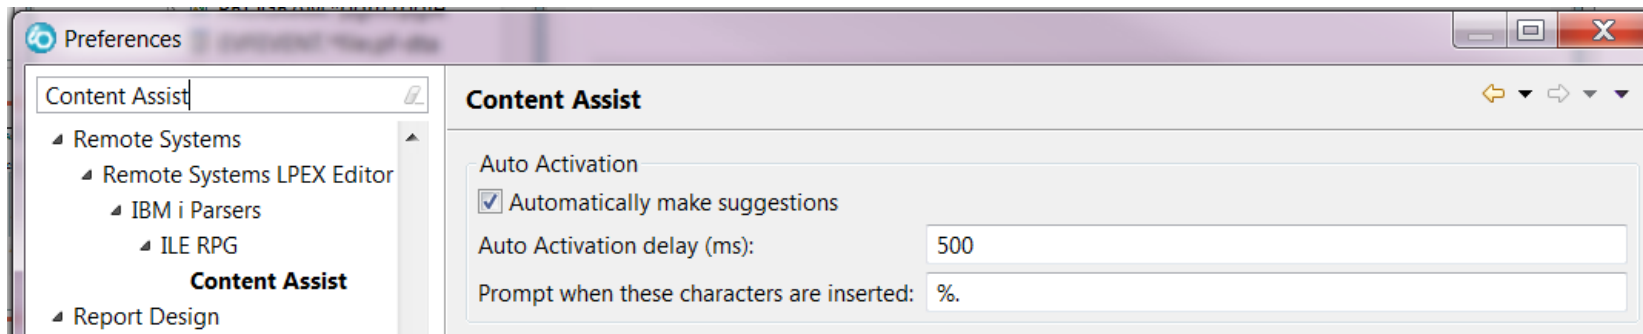 Preferences
Content Assist
Remote Systems
Remote Systems LPEX Editor
IBM i Parsers
ILE RPG
Content Assist
Report Design
Content Assist
Auto Activation
Automatically make suggestions
Auto Activation delay (ms): 500
Prompt when these characters are inserted: %.